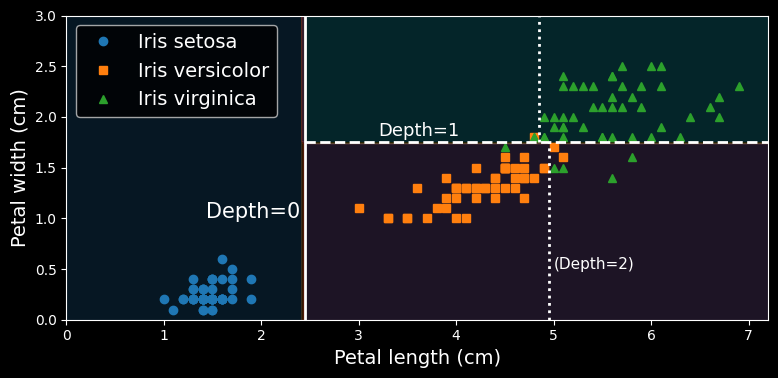 3.0
2.5
2.0
1.5
1.0
0.5
0.0
Petal width (cm)
Iris setosa
Iris versicolor
Iris virginica
Depth=1
Depth=0
(Depth=2)
0 1 2 3 4 5 6 7
Petal length (cm)